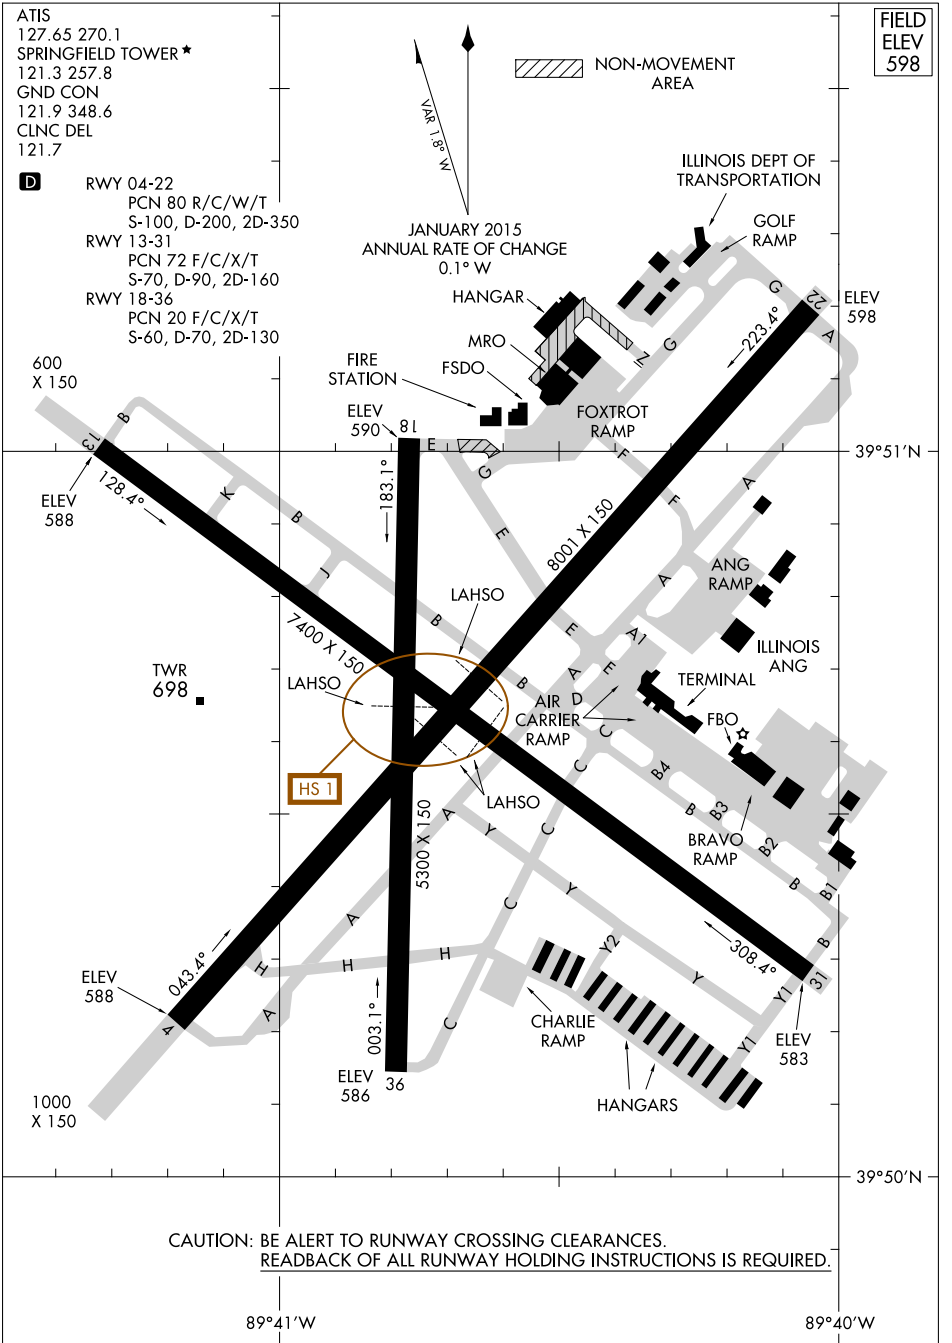 ATIS
127.65 270.1
SPRINGFIELD TOWER★
121.3 257.8
GND CON
121.9 348.6
CLNC DEL
121.7
D
RWY 04-22
PCN 80 R/C/W/T
S-100, D-200, 2D-350
RWY 13-31
PCN 72 F/C/X/T
S-70, D-90, 2D-160
RWY 18-36
PCN 20 F/C/X/T
S-60, D-70, 2D-130
FIELD
ELEV
598
NON-MOVEMENT
AREA
VAR 1.8° W
JANUARY 2015
ANNUAL RATE OF CHANGE
0.1° W
ILLINOIS DEPT OF
TRANSPORTATION
GOLF
RAMP
HANGAR
MRO
FSDO
FIRE
STATION
FOXTROT
RAMP
600
X 150
ELEV
590
18
ELEV
598
22
223.4°
G
A
G
Z
B
13
ELEV
588
128.4°
K
B
J
183.1°
E
G
E
F
F
A
8001 X 150
39°51'N
ANG
RAMP
A
A1
ILLINOIS
ANG
7400 X 150
LAHSO
B
E
E
TWR
698
LAHSO
B
A
D
AIR
CARRIER
RAMP
TERMINAL
FBO
C
C
HS 1
LAHSO
B4
B
B3
B2
BRAVO
RAMP
B
B1
B
5300 X 150
A
Y
C
Y
C
A
H
H
H
A
043.4°
ELEV
588
4
Y2
Y
308.4°
31
Y1
Y1
ELEV
583
003.1°
C
CHARLIE
RAMP
ELEV
586
36
HANGARS
1000
X 150
39°50'N
CAUTION: BE ALERT TO RUNWAY CROSSING CLEARANCES.
READBACK OF ALL RUNWAY HOLDING INSTRUCTIONS IS REQUIRED.
89°41'W
89°40'W